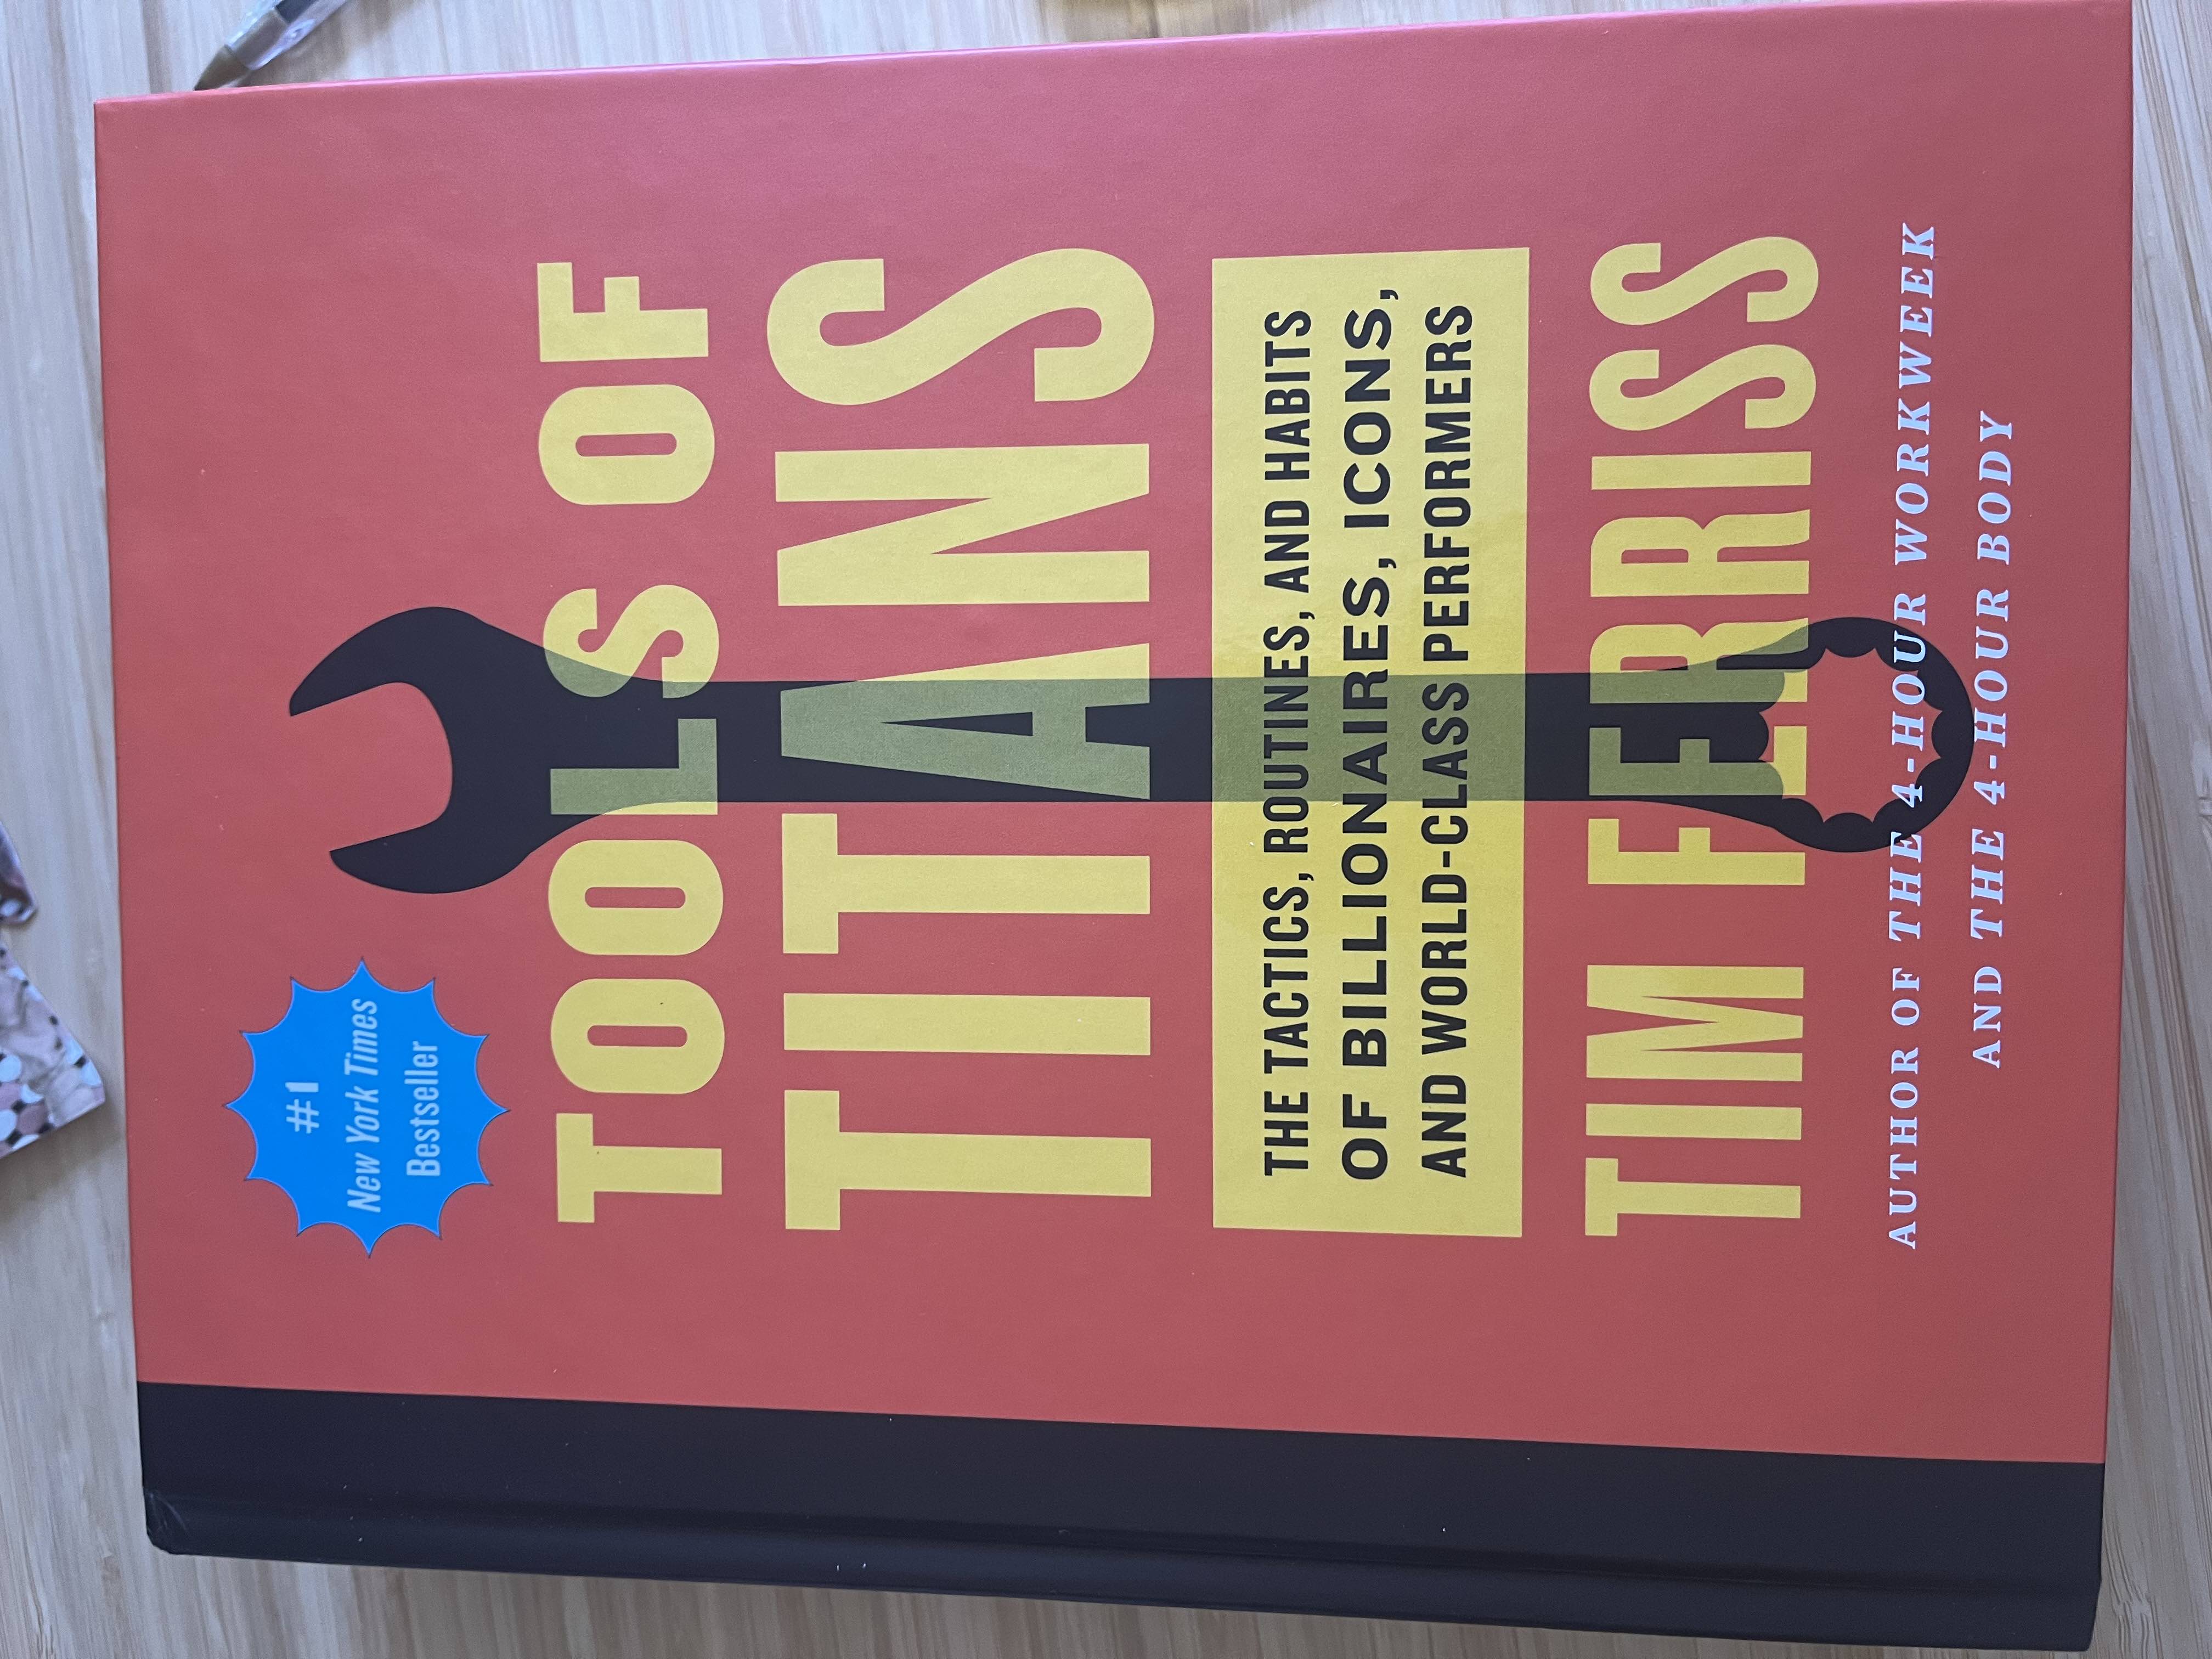 #1
New York Times
Bestseller
TOOLS OF
TITANS
THE TACTICS, ROUTINES, AND HABITS
OF BILLIONAIRES, ICONS,
AND WORLD-CLASS PERFORMERS
TIM FERRISS
AUTHOR OF THE 4-HOUR WORKWEEK
AND THE 4-HOUR BODY